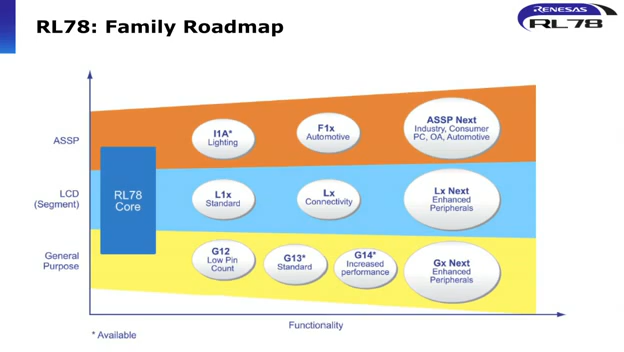 RL78: Family Roadmap
RENESAS
RL78
ASSP
I1A*
Lighting
F1x
Automotive
ASSP Next
Industry, Consumer
PC, OA, Automotive
LCD
(Segment)
RL78
Core
L1x
Standard
Lx
Connectivity
Lx Next
Enhanced
Peripherals
General
Purpose
G12
Low Pin
Count
G13*
Standard
G14*
Increased
performance
Gx Next
Enhanced
Peripherals
Functionality
* Available